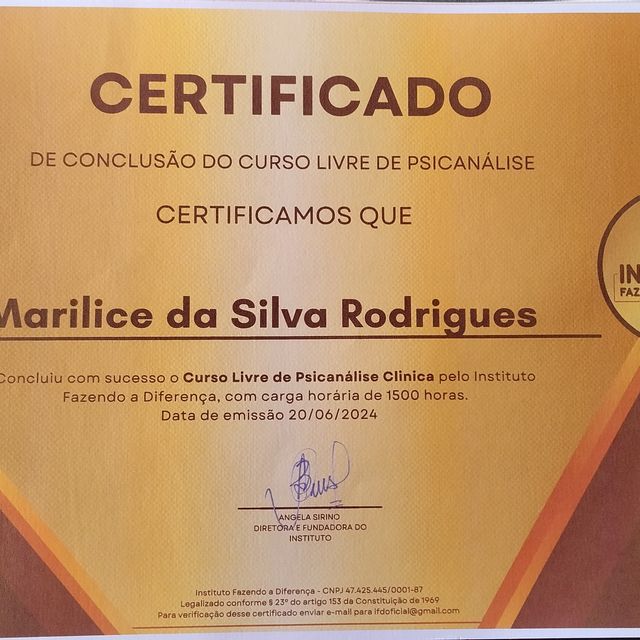 CERTIFICADO
DE CONCLUSÃO DO CURSO LIVRE DE PSICANÁLISE
CERTIFICAMOS QUE
Marilice da Silva Rodrigues
Concluiu com sucesso o Curso Livre de Psicanálise Clinica pelo Instituto
Fazendo a Diferença, com carga horária de 1500 horas.
Data de emissão 20/06/2024
IN
FAZ
ANGELA SIRINO
DIRETORA E FUNDADORA DO
INSTITUTO
Instituto Fazendo a Diferença - CNPJ 47.425.445/0001-87
Legalizado conforme § 23º do artigo 153 da Constituição de 1969
Para verificação desse certificado enviar e-mail para ifdoficial@gmail.com